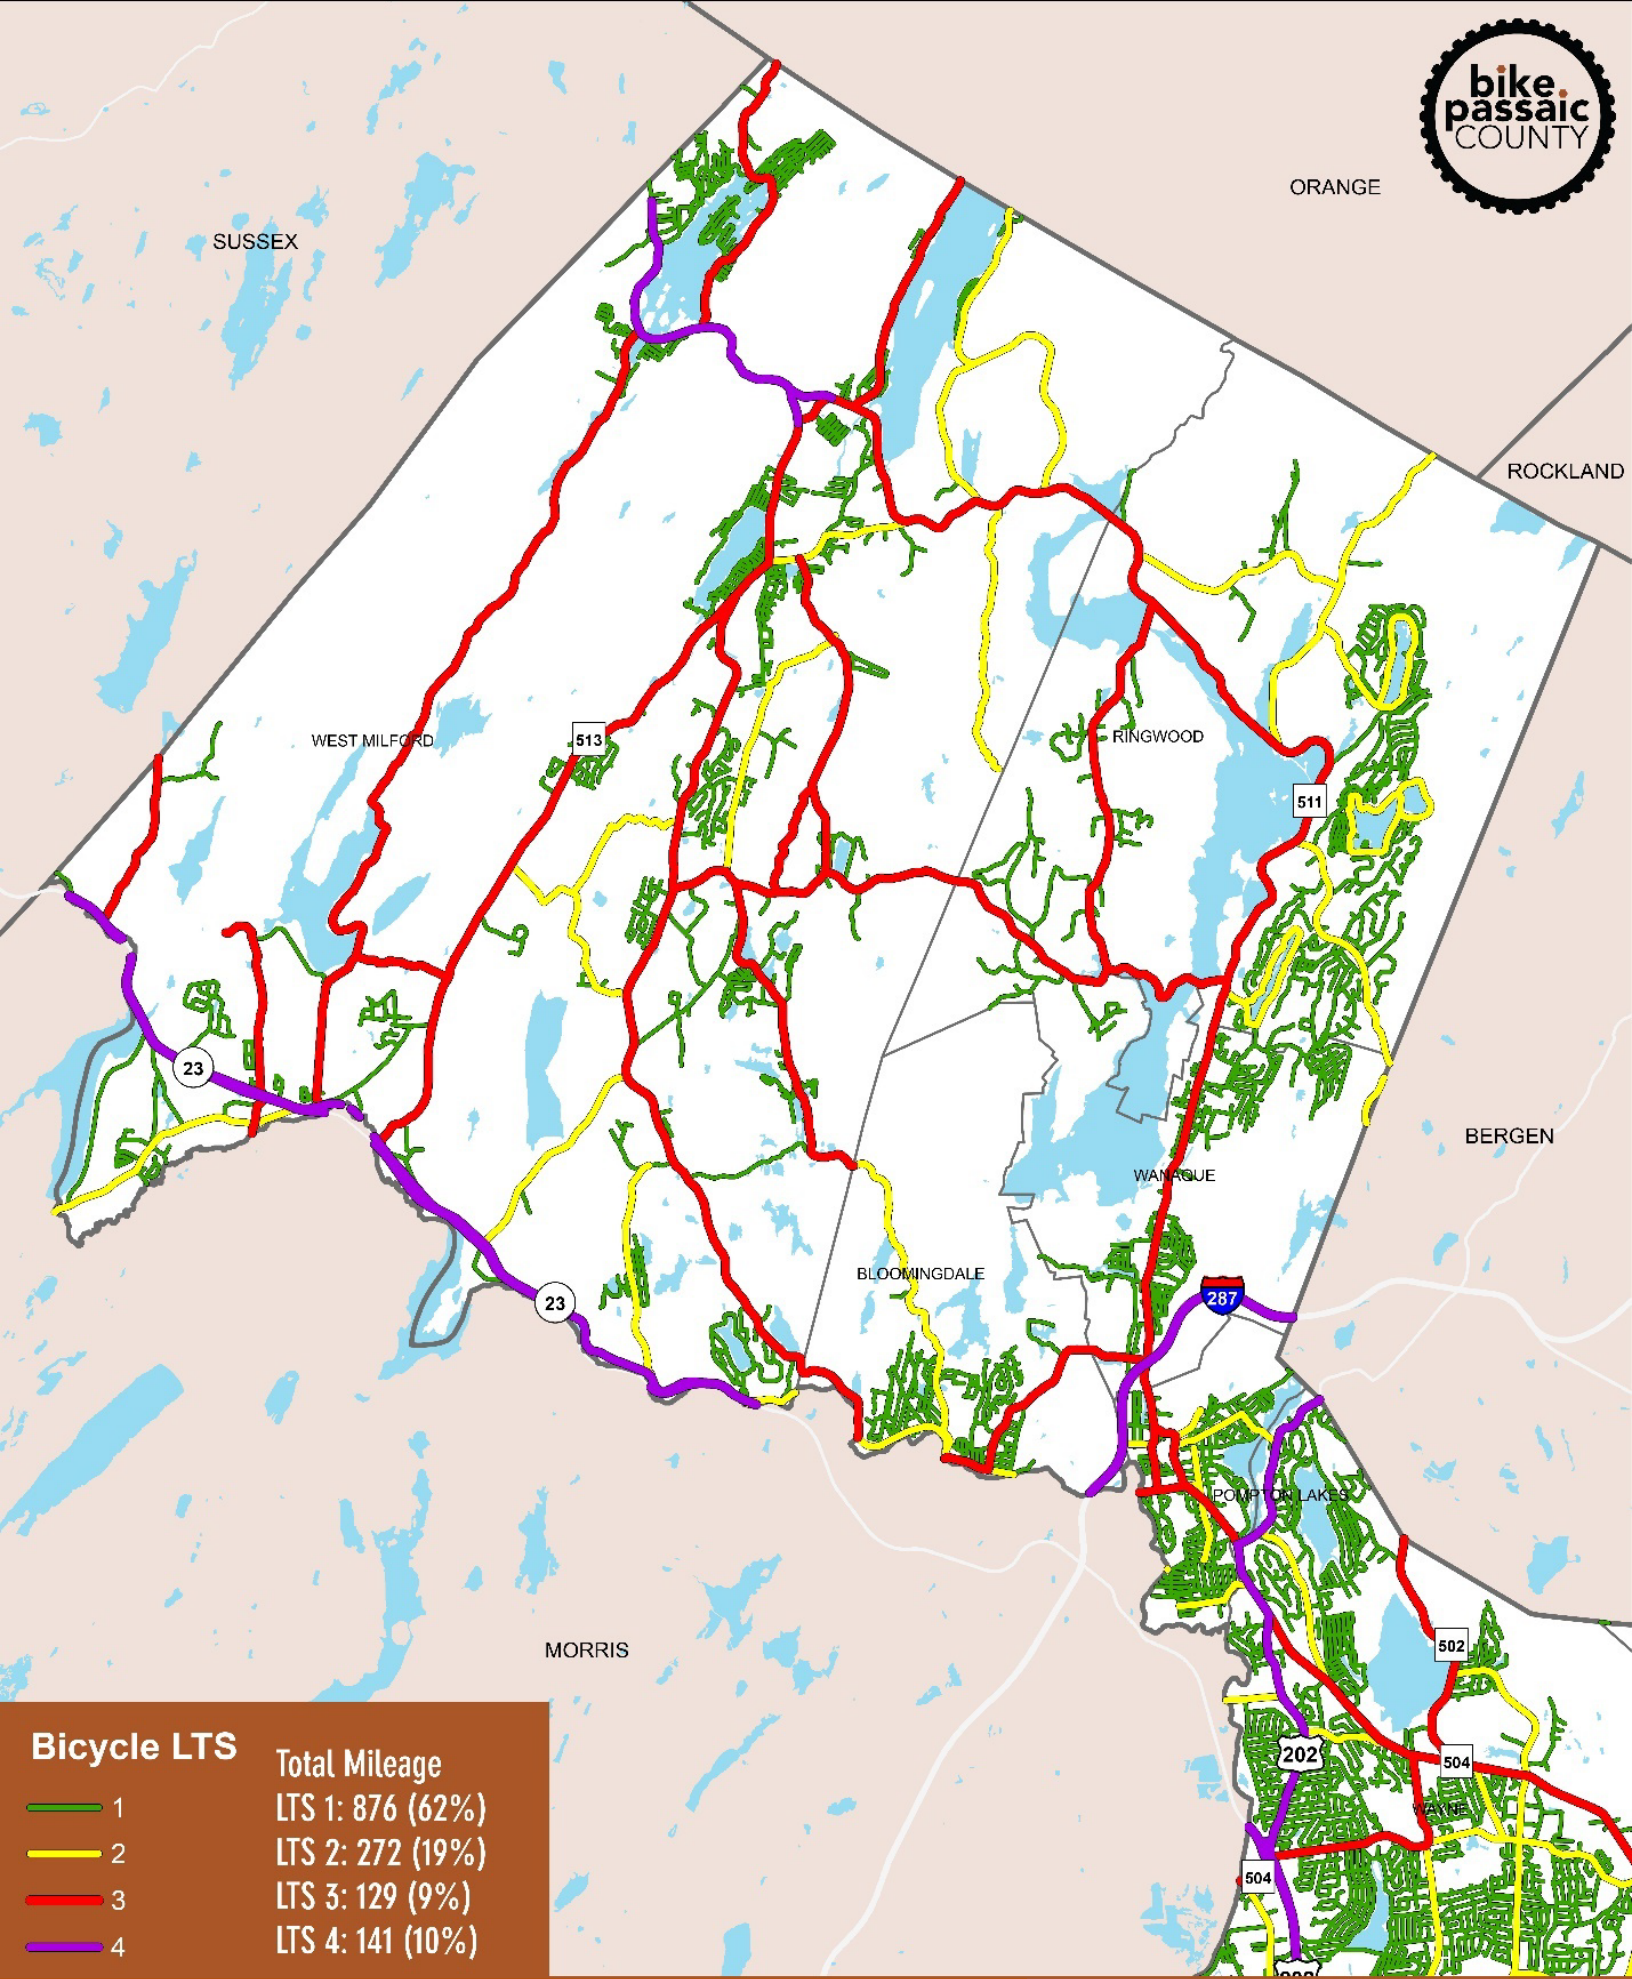 bike
passaic
COUNTY
ORANGE
SUSSEX
ROCKLAND
WEST MILFORD
513
RINGWOOD
511
23
BERGEN
WANAQUE
BLOOMINGDALE
287
23
POMPTON LAKES
MORRIS
502
202
504
WAYNE
504
Bicycle LTS
1
2
3
4
Total Mileage
LTS 1: 876 (62%)
LTS 2: 272 (19%)
LTS 3: 129 (9%)
LTS 4: 141 (10%)